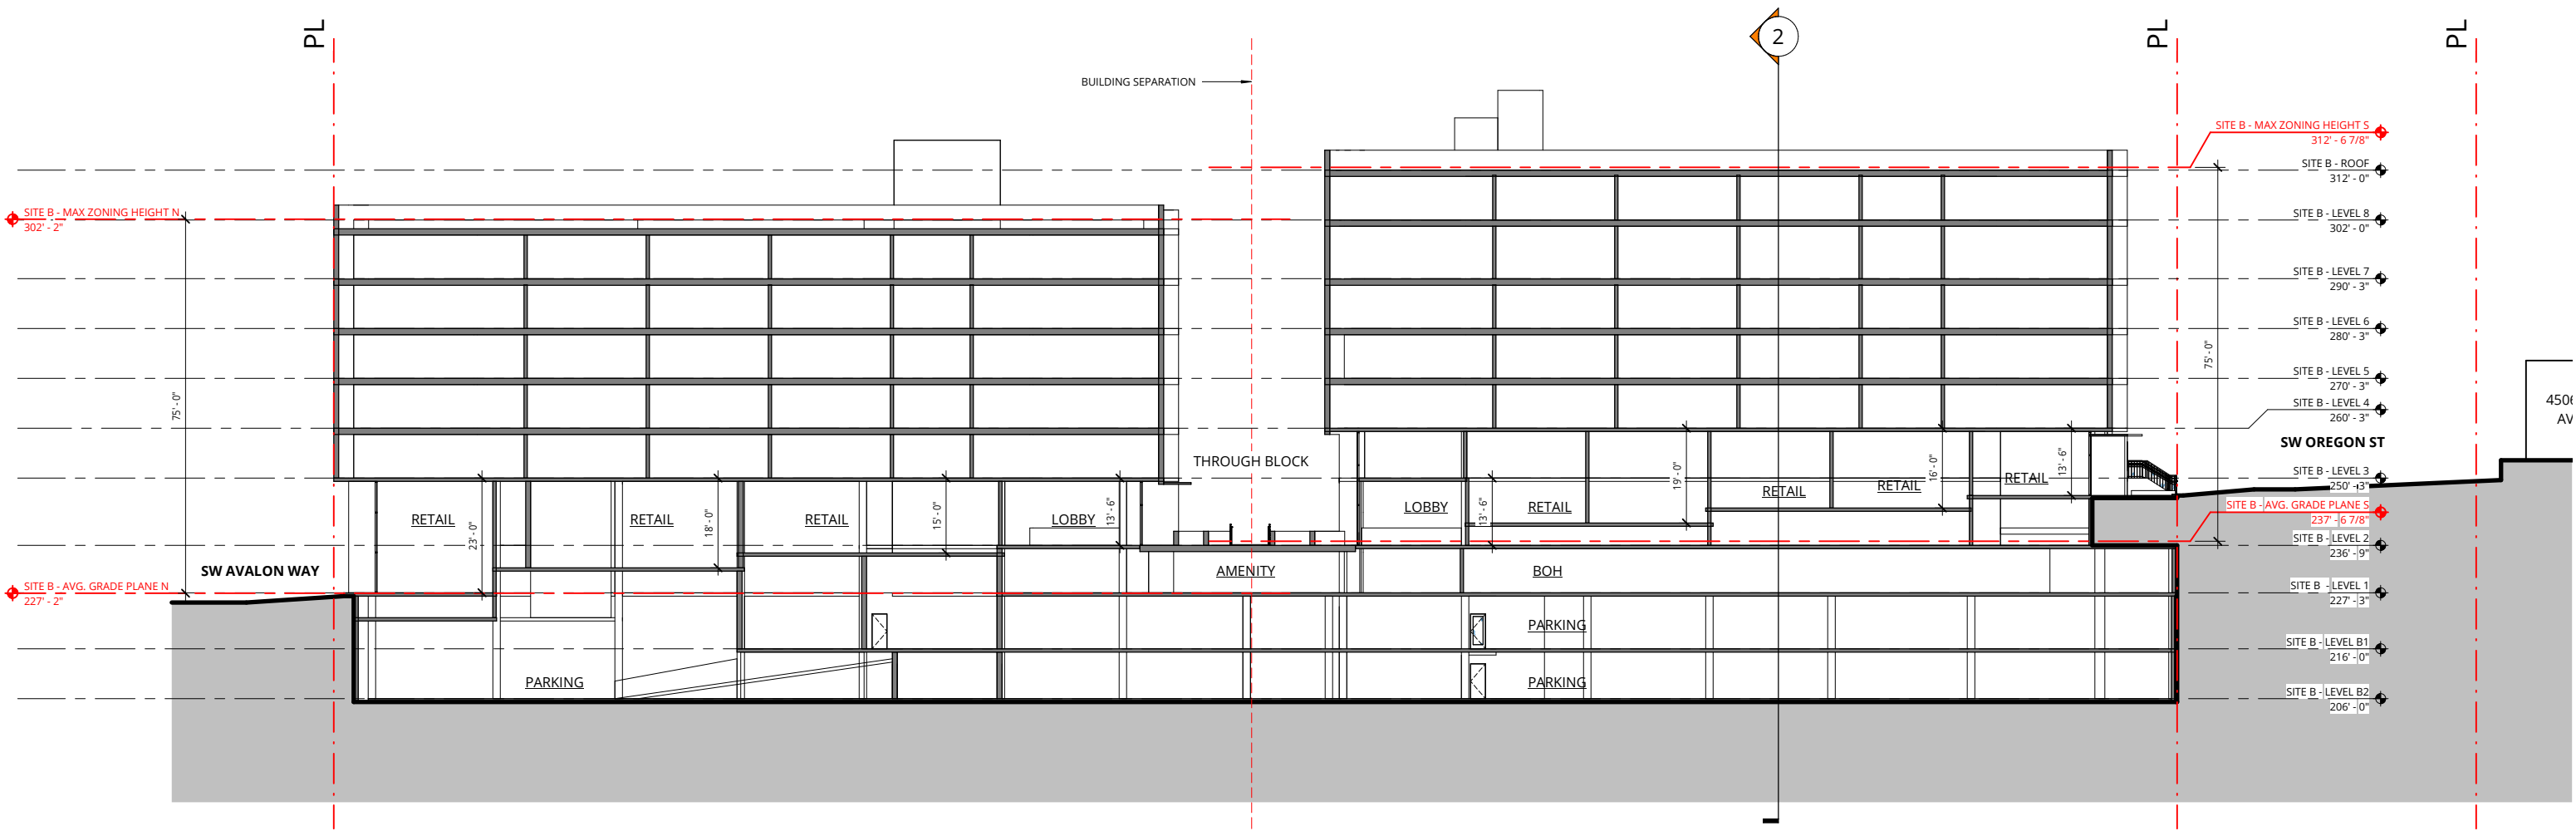 PL
PL
PL
2
BUILDING SEPARATION
SITE B - MAX ZONING HEIGHT S
312' - 6 7/8"
SITE B - ROOF
312' - 0"
SITE B - MAX ZONING HEIGHT N
302' - 2"
SITE B - LEVEL 8
302' - 0"
SITE B - LEVEL 7
290' - 3"
SITE B - LEVEL 6
280' - 3"
75' - 0"
75' - 0"
SITE B - LEVEL 5
270' - 3"
SITE B - LEVEL 4
260' - 3"
4506
AV
SW OREGON ST
THROUGH BLOCK
SITE B - LEVEL 3
250' - 3"
19' - 0"
16' - 0"
13' - 6"
RETAIL
RETAIL
RETAIL
SITE B - AVG. GRADE PLANE S
237' - 6 7/8"
RETAIL
RETAIL
RETAIL
LOBBY
LOBBY
RETAIL
23' - 0"
18' - 0"
15' - 0"
13' - 6"
13' - 6"
SITE B - LEVEL 2
236' - 9"
SW AVALON WAY
AMENITY
BOH
SITE B - AVG. GRADE PLANE N
227' - 2"
SITE B - LEVEL 1
227' - 3"
PARKING
SITE B - LEVEL B1
216' - 0"
PARKING
PARKING
SITE B - LEVEL B2
206' - 0"